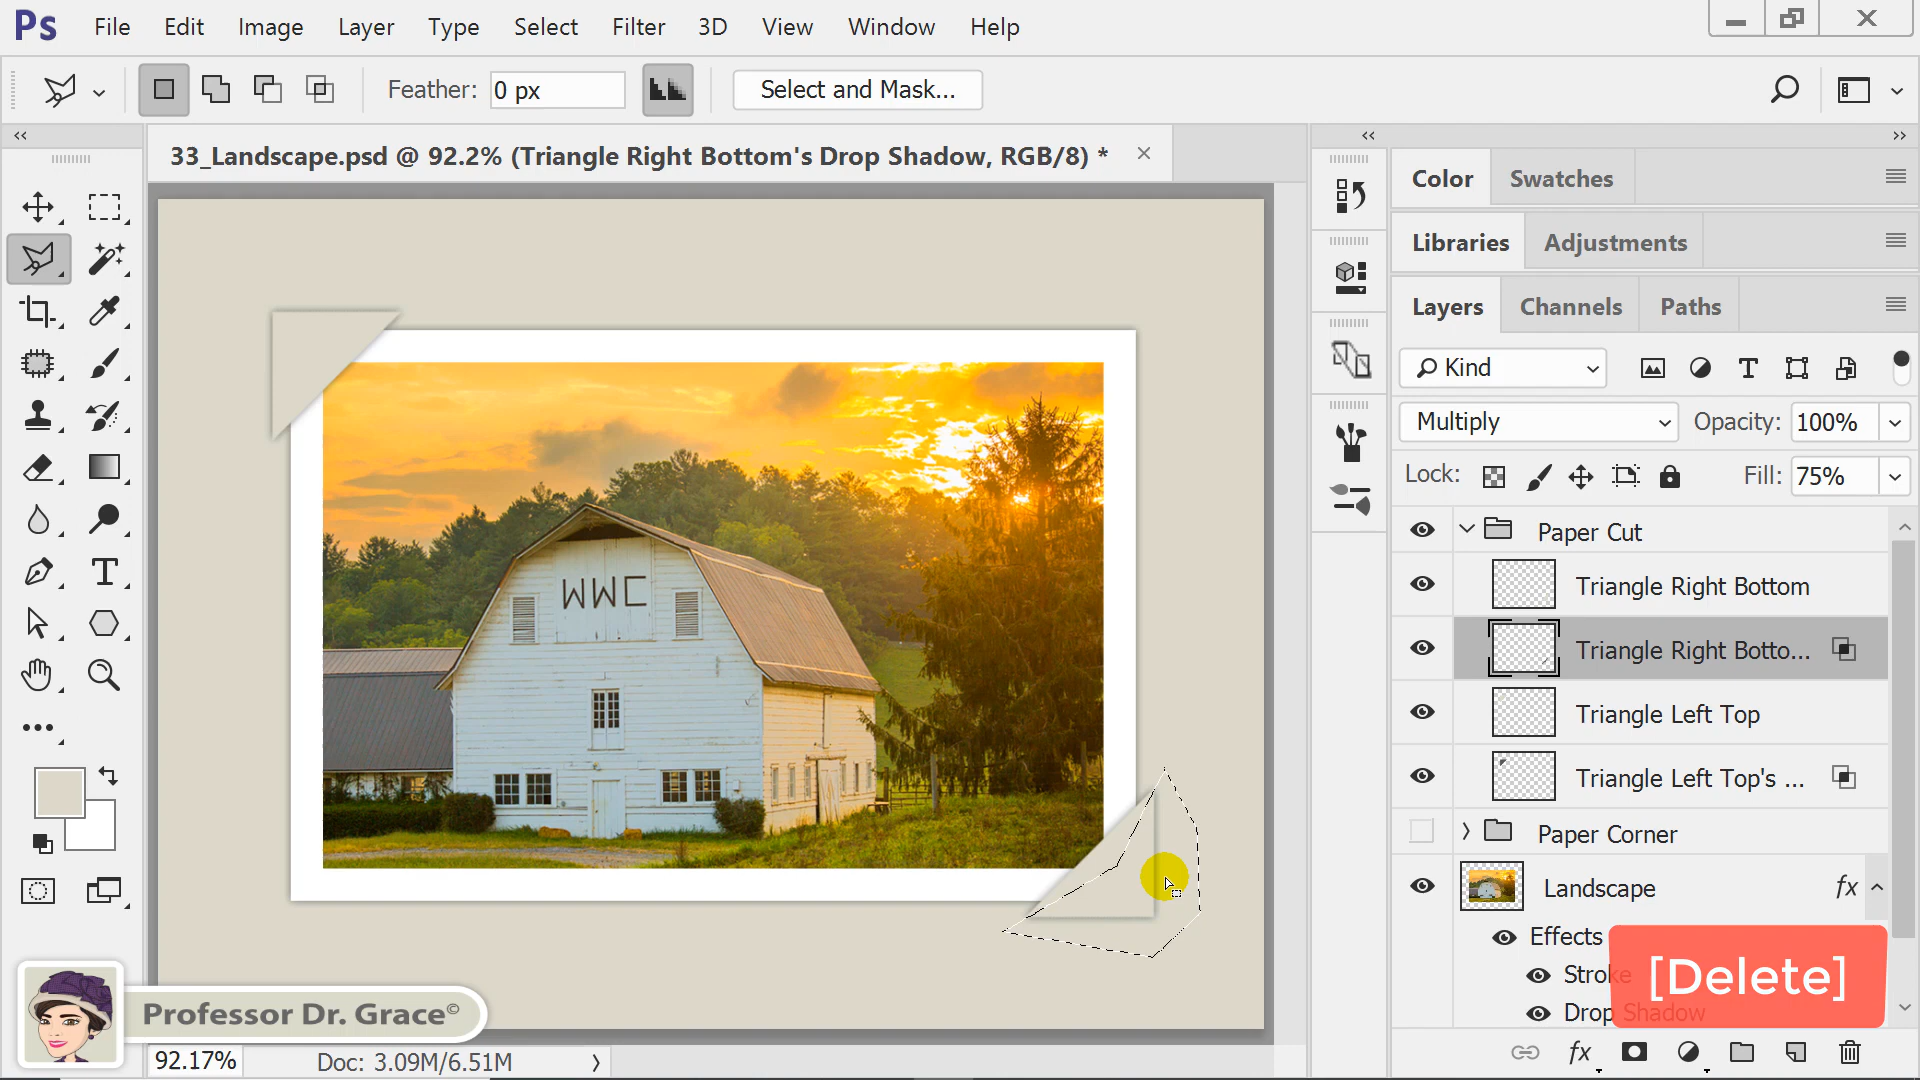 Ps File Edit Image Layer Type Select Filter 3D View Window Help
Feather: 0 px Select and Mask...
33_Landscape.psd @ 92.2% (Triangle Right Bottom's Drop Shadow, RGB/8) *
Color Swatches
Libraries Adjustments
Layers Channels Paths
Kind
Multiply Opacity: 100%
Lock: Fill: 75%
Paper Cut
Triangle Right Bottom
Triangle Right Botto...
Triangle Left Top
Triangle Left Top's ...
Paper Corner
Landscape fx
Effects
Stroke
Drop Shadow
[Delete]
WWC
Professor Dr. Grace©
92.17% Doc: 3.09M/6.51M
fx